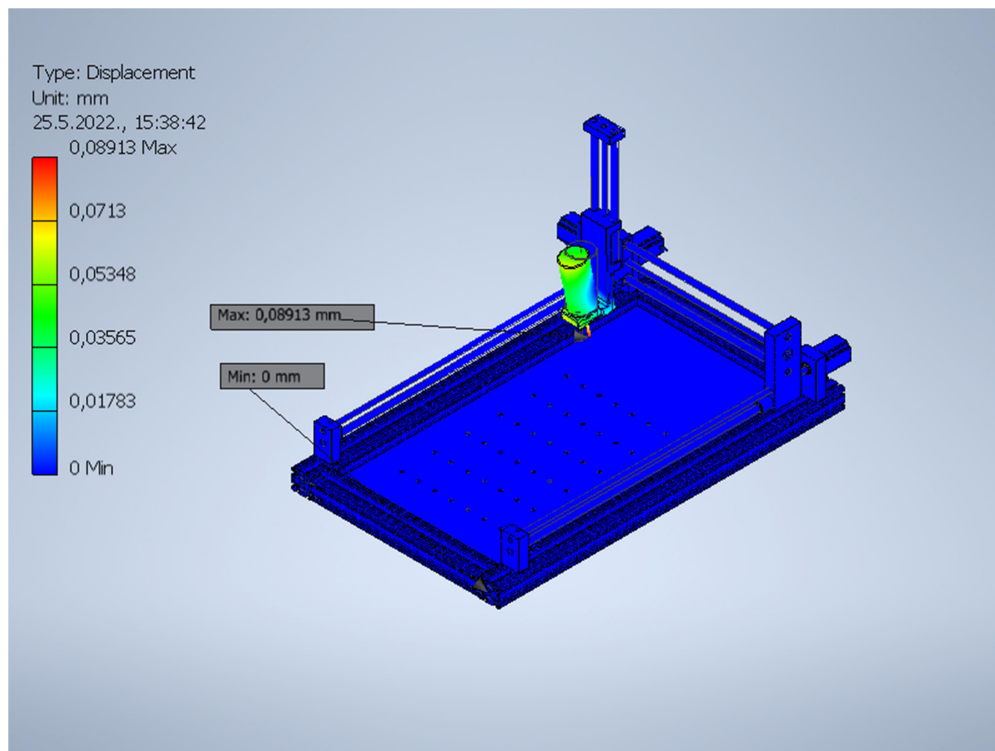 Type: Displacement
Unit: mm
25.5.2022., 15:38:42
0,08913 Max
0,0713
0,05348
0,03565
0,01783
0 Min
Max: 0,08913 mm
Min: 0 mm